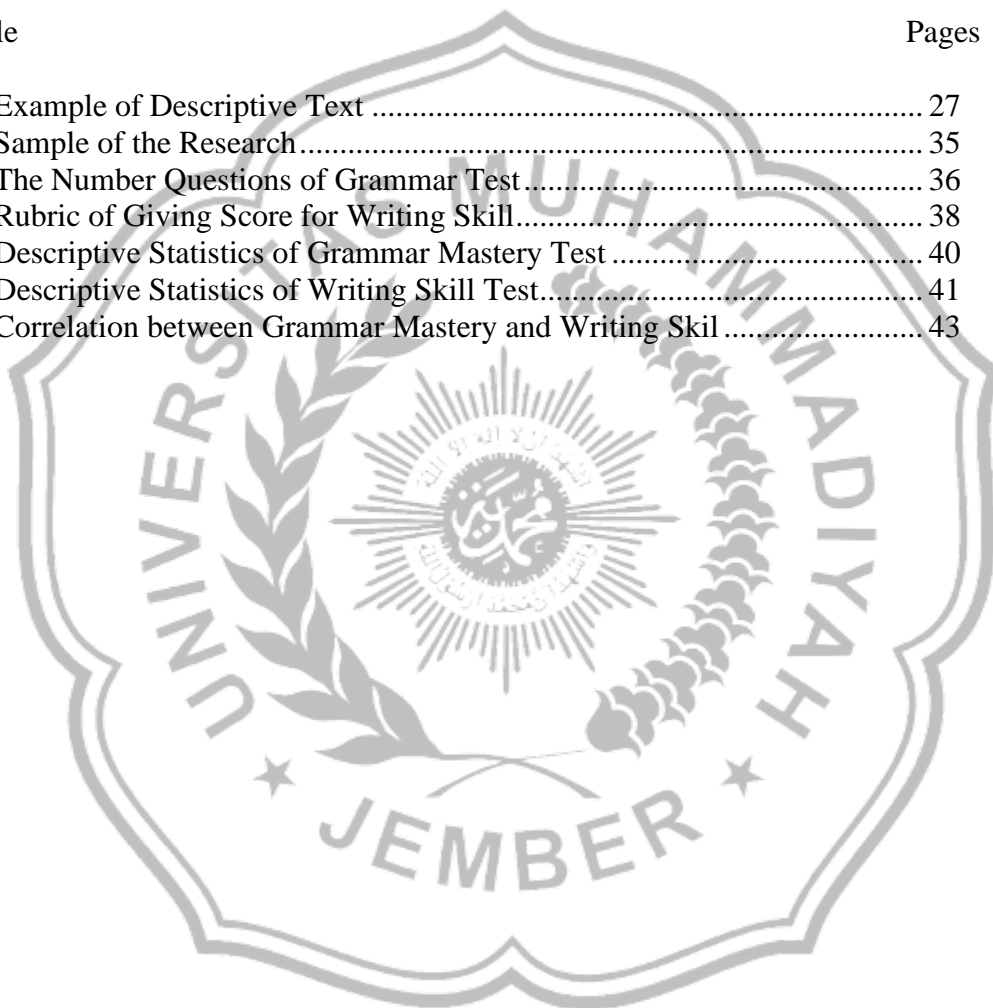 le Pages
Example of Descriptive Text ........................................................................... 27
Sample of the Research ........................................................................... 35
The Number Questions of Grammar Test ........................................................................... 36
Rubric of Giving Score for Writing Skill ........................................................................... 38
Descriptive Statistics of Grammar Mastery Test ........................................................................... 40
Descriptive Statistics of Writing Skill Test ........................................................................... 41
Correlation between Grammar Mastery and Writing Skil ........................................................................... 43
UNIVERSITAS MUHAMMADIYAH
JEMBER